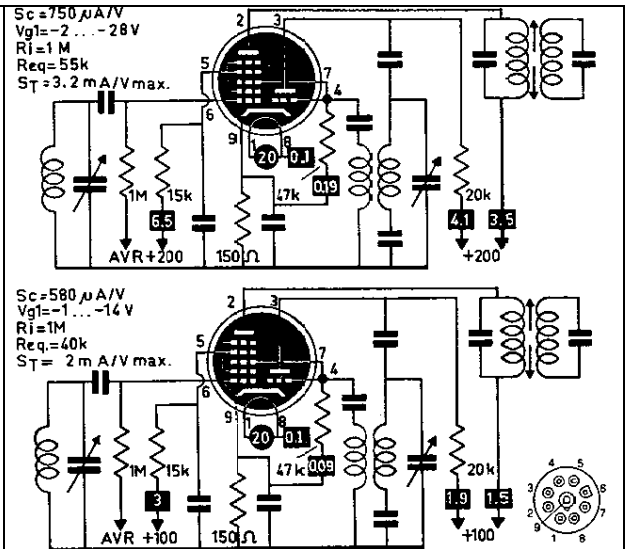 Sc=750 µA/V
Vg1=-2 ... -28V
Ri=1 M
Req=55k
ST=3.2 mA/V max.
2 3
5 7
4
6
9 1 8
20 0.1
1M 15k 47k 0.19 20k
6.5 4.1 3.5
AVR +200 150Ω +200
Sc=580 µA/V
Vg1=-1 ... -14 V
Ri=1M
Req.=40k
ST= 2 mA/V max.
2 3
5 7
4
6
9 1 8
20 0.1
1M 15k 47k 0.09 20k
3 1.9 1.5
AVR +100 150Ω +100
4 5
3 6
2 7
9 1 8